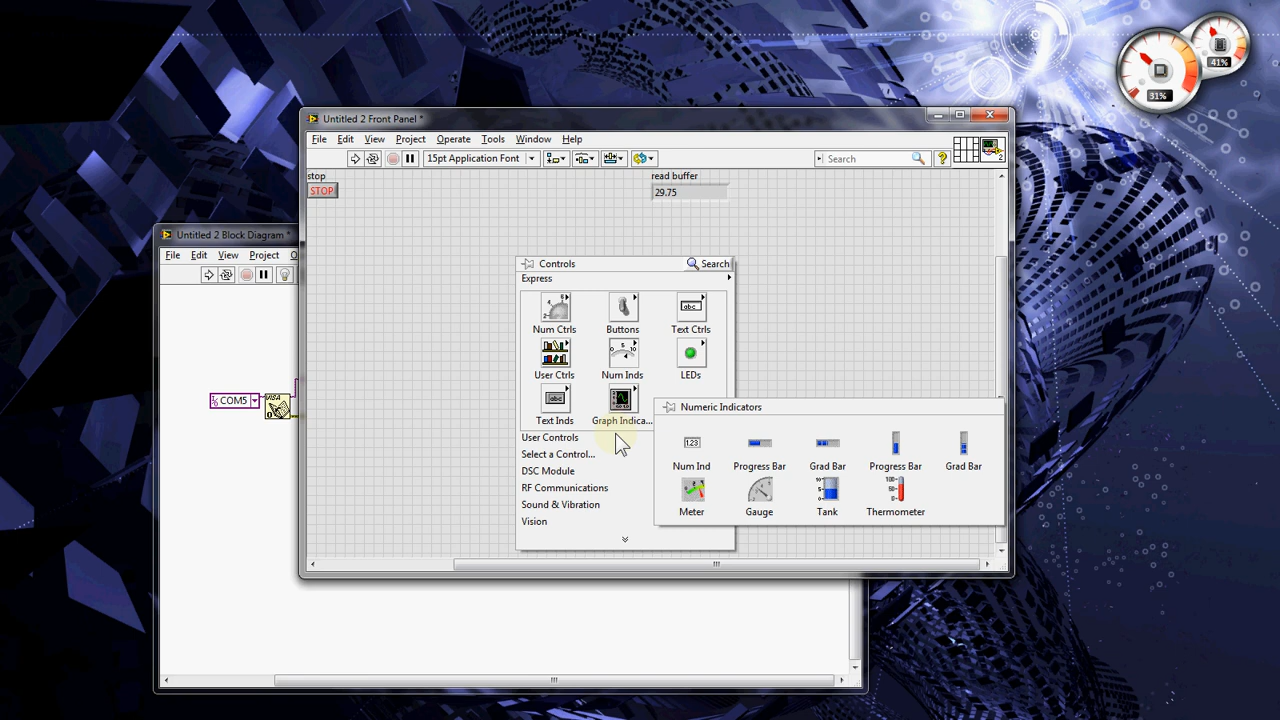 41%
31%
Untitled 2 Front Panel *
File Edit View Project Operate Tools Window Help
15pt Application Font
Search
?
2
stop
STOP
read buffer
29.75
Untitled 2 Block Diagram *
File Edit View Project O
COM5
VISA
Controls
Search
Express
Num Ctrls
Buttons
Text Ctrls
User Ctrls
Num Inds
LEDs
Text Inds
Graph Indica...
User Controls
Select a Control...
DSC Module
RF Communications
Sound & Vibration
Vision
Numeric Indicators
Num Ind
Progress Bar
Grad Bar
Progress Bar
Grad Bar
Meter
Gauge
Tank
Thermometer